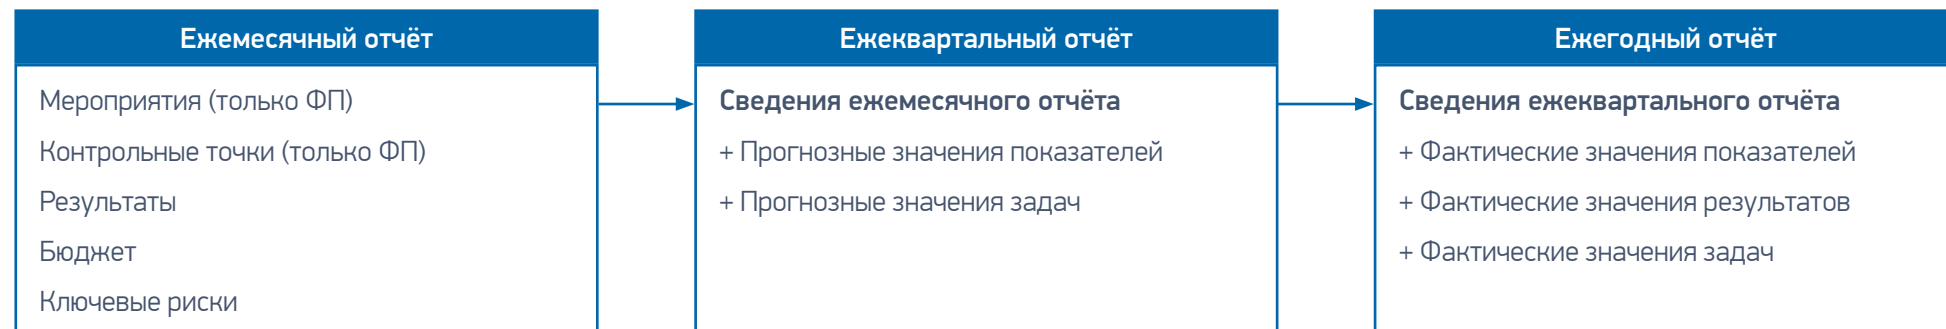 Ежемесячный отчёт
Мероприятия (только ФП)
Контрольные точки (только ФП)
Результаты
Бюджет
Ключевые риски
Ежеквартальный отчёт
Сведения ежемесячного отчёта
+ Прогнозные значения показателей
+ Прогнозные значения задач
Ежегодный отчёт
Сведения ежеквартального отчёта
+ Фактические значения показателей
+ Фактические значения результатов
+ Фактические значения задач